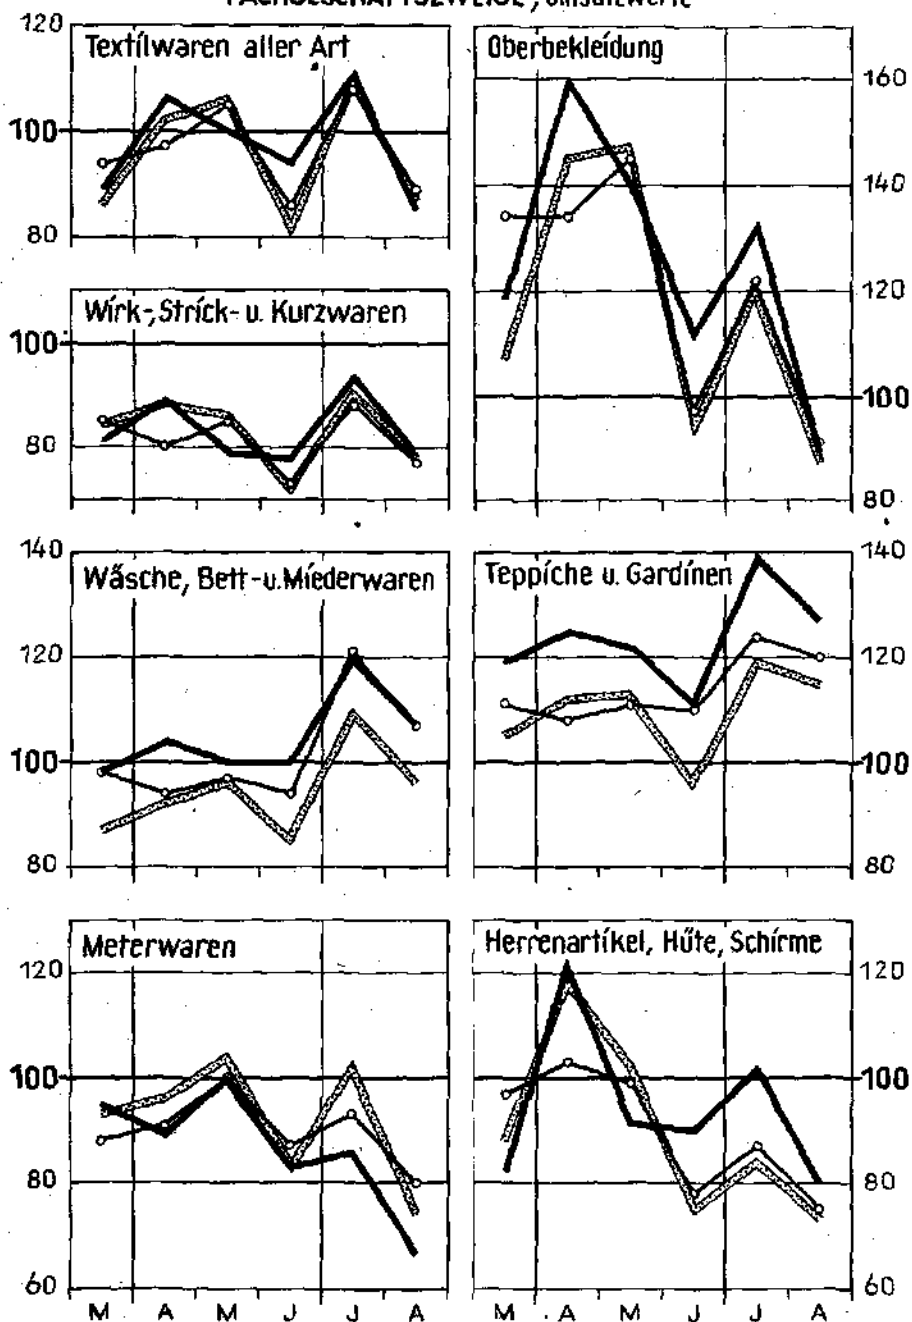 FACHGESCHÄFTSZWEIGE, Umsatzwerte
120
Textilwaren aller Art
100
80
Oberbekleidung
160
140
120
100
80
Wirk-, Strick- u. Kurzwaren
100
80
140
Wäsche, Bett- u. Miederwaren
120
100
80
Teppiche u. Gardinen
140
120
100
80
Meterwaren
120
100
80
60
Herrenartikel, Hüte, Schirme
120
100
80
60
M A M J J A
M A M J J A